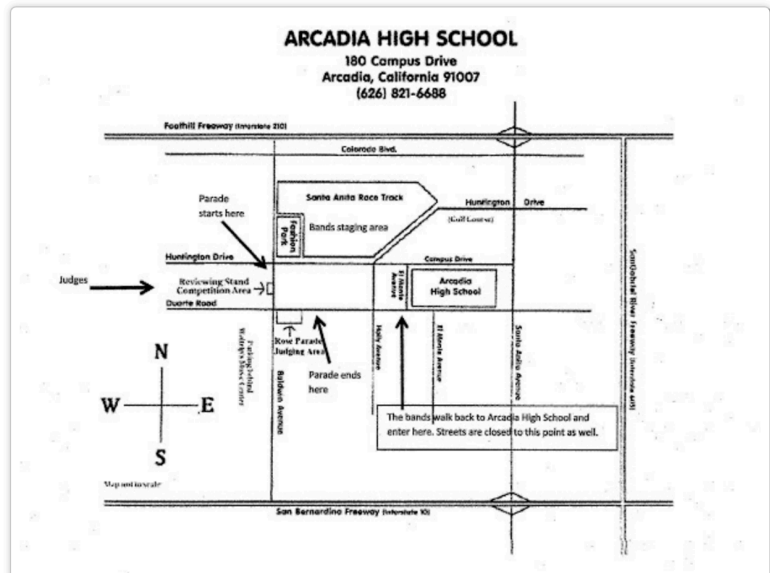 ARCADIA HIGH SCHOOL
180 Campus Drive
Arcadia, California 91007
(626) 821-6688
Foothill Freeway (Interstate 210)
Colorado Blvd.
Parade
starts here
Santa Anita Race Track
Huntington Drive
(Golf Course)
Fashion
Park
Bands staging area
Huntington Drive
Campus Drive
Judges
Reviewing Stand
Competition Area
El Monte
Avenue
Arcadia
High School
Duarte Road
San Gabriel River Freeway (Interstate 605)
N
W
E
S
Parking behind
Baldwin Avenue
Row Parade
Judging Area
Parade ends
here
Holly Avenue
El Monte Avenue
Santa Anita Avenue
The bands walk back to Arcadia High School and
enter here. Streets are closed to this point as well.
Map not to scale
San Bernardino Freeway (Interstate 10)